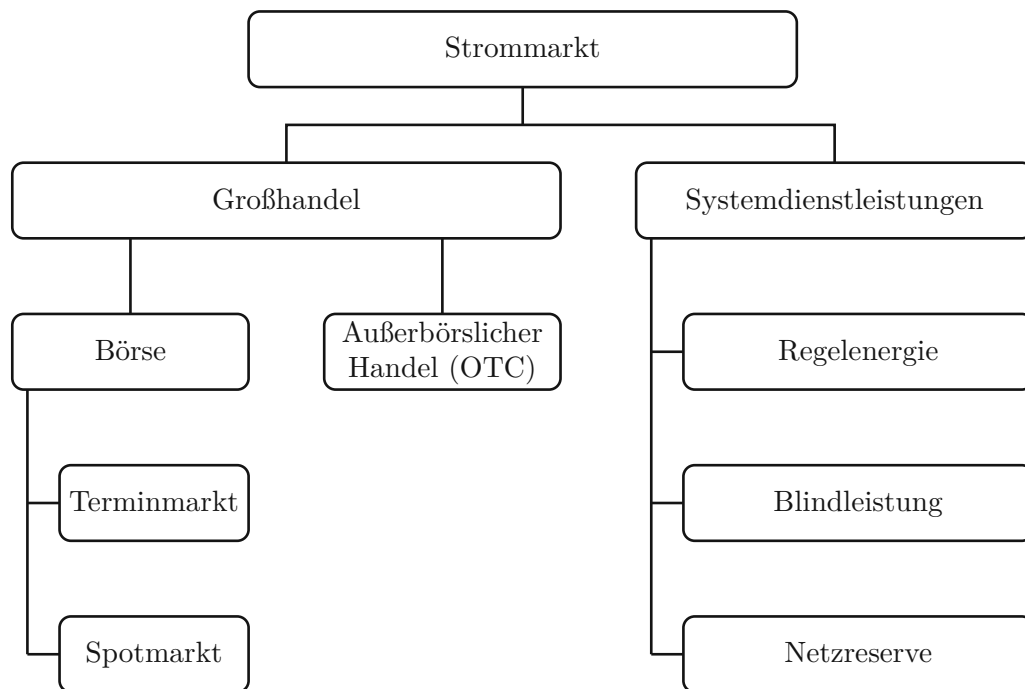 Strommarkt
Großhandel
Systemdienstleistungen
Börse
Außerbörslicher
Handel (OTC)
Regelenergie
Terminmarkt
Blindleistung
Spotmarkt
Netzreserve